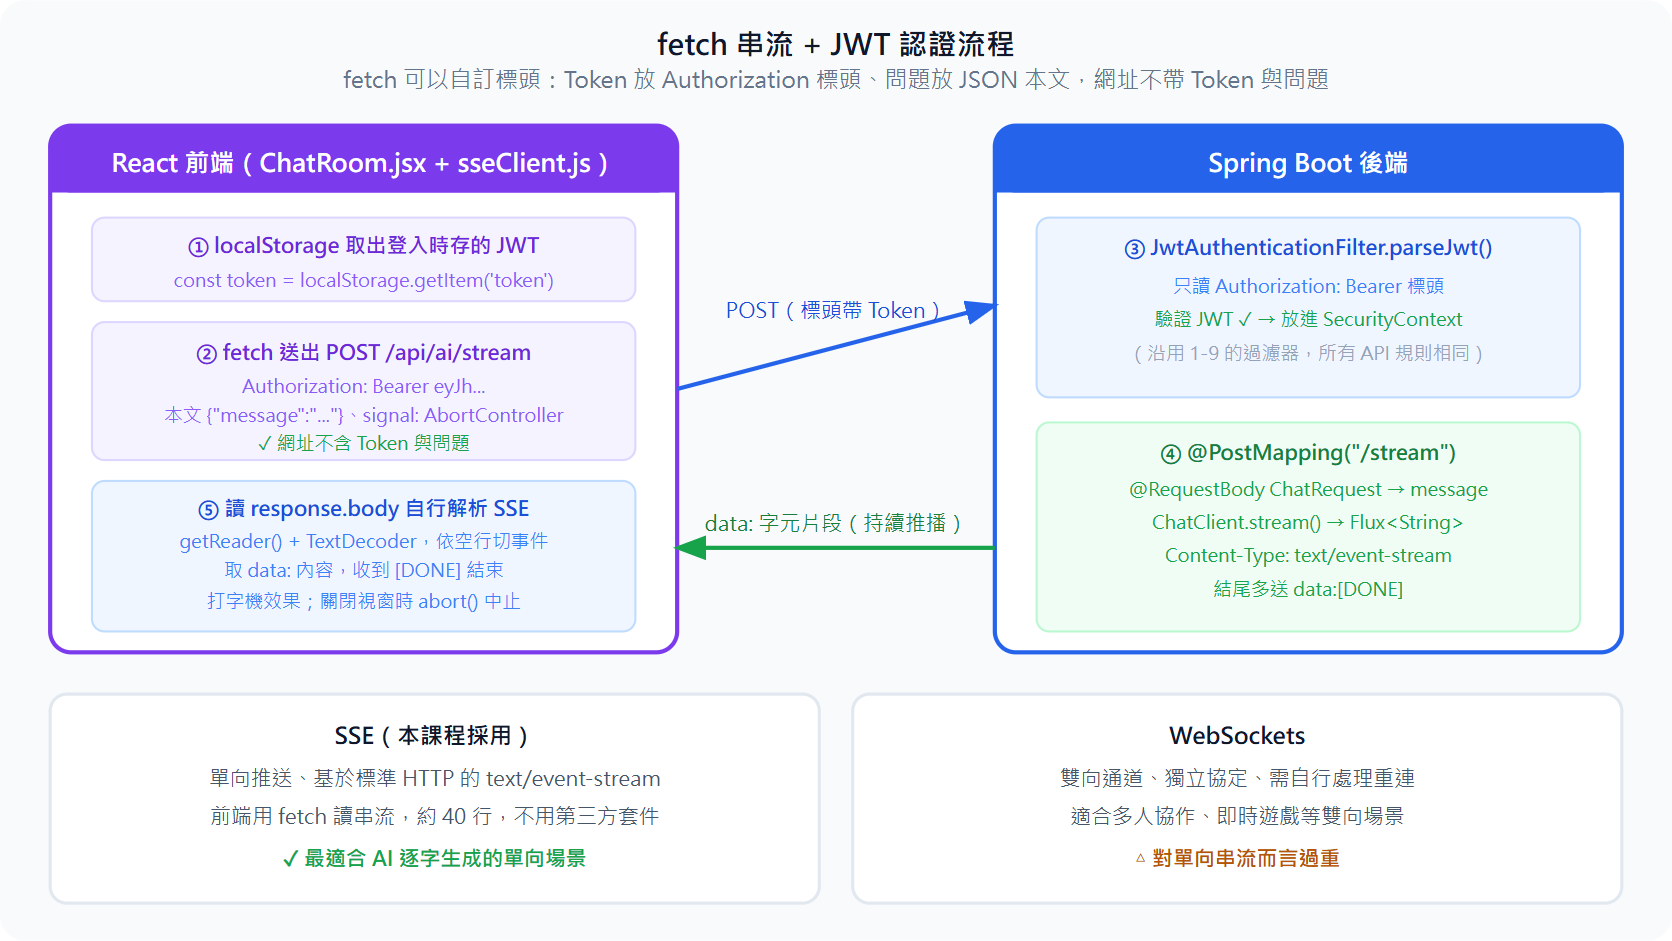 fetch 串流 + JWT 認證流程
fetch 可以自訂標頭：Token 放 Authorization 標頭、問題放 JSON 本文，網址不帶 Token 與問題
React 前端（ChatRoom.jsx + sseClient.js）
① localStorage 取出登入時存的 JWT
const token = localStorage.getItem('token')
② fetch 送出 POST /api/ai/stream
Authorization: Bearer eyJh...
本文 {"message":"..."}、signal: AbortController
✓ 網址不含 Token 與問題
⑤ 讀 response.body 自行解析 SSE
getReader() + TextDecoder，依空行切事件
取 data: 內容，收到 [DONE] 結束
打字機效果；關閉視窗時 abort() 中止
POST（標頭帶 Token）
data: 字元片段（持續推播）
Spring Boot 後端
③ JwtAuthenticationFilter.parseJwt()
只讀 Authorization: Bearer 標頭
驗證 JWT ✓ → 放進 SecurityContext
（沿用 1-9 的過濾器，所有 API 規則相同）
④ @PostMapping("/stream")
@RequestBody ChatRequest → message
ChatClient.stream() → Flux<String>
Content-Type: text/event-stream
結尾多送 data:[DONE]
SSE（本課程採用）
單向推送、基於標準 HTTP 的 text/event-stream
前端用 fetch 讀串流，約 40 行，不用第三方套件
✓ 最適合 AI 逐字生成的單向場景
WebSockets
雙向通道、獨立協定、需自行處理重連
適合多人協作、即時遊戲等雙向場景
△ 對單向串流而言過重